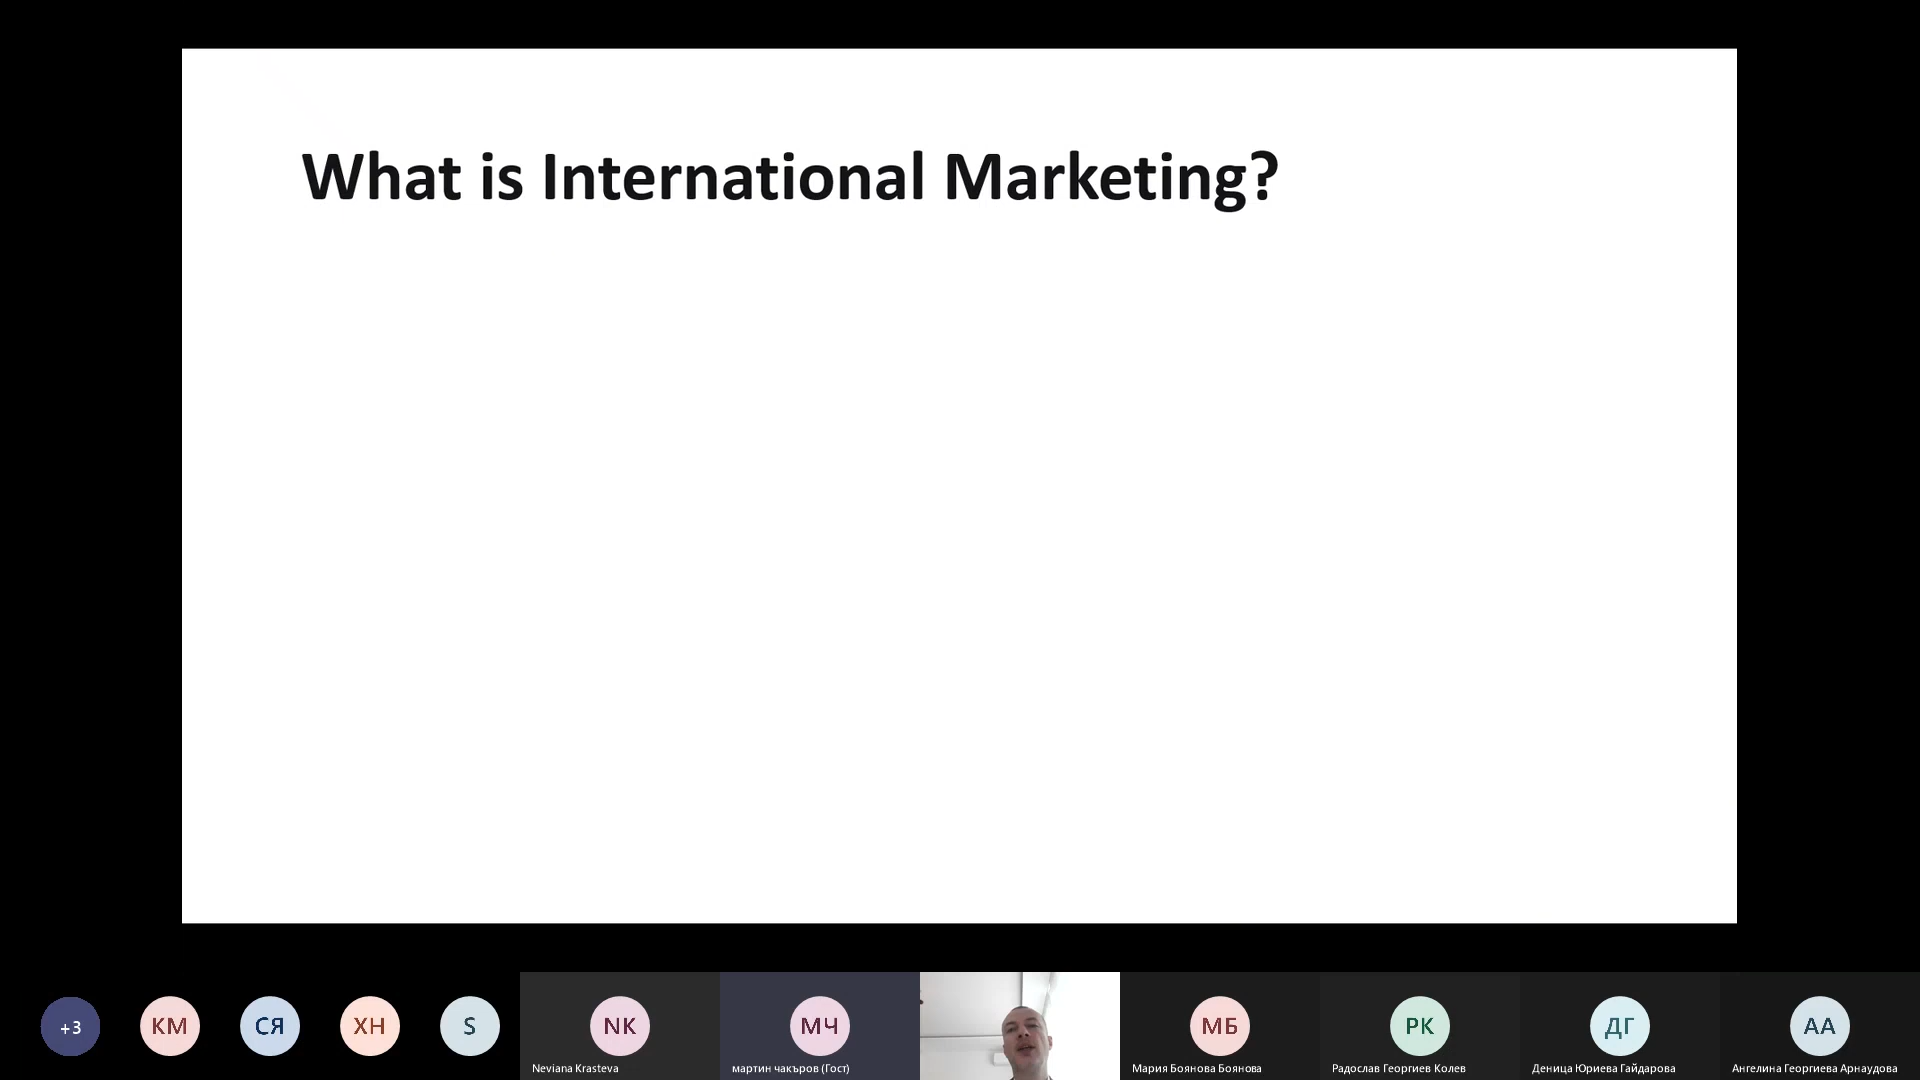 What is International Marketing?
+3
КМ
СЯ
ХН
S
NK
Neviana Krasteva
МЧ
мартин чакъров (Гост)
МБ
Мария Боянова Боянова
РК
Радослав Георгиев Колев
ДГ
Деница Юриева Гайдарова
АА
Ангелина Георгиева Арнаудова